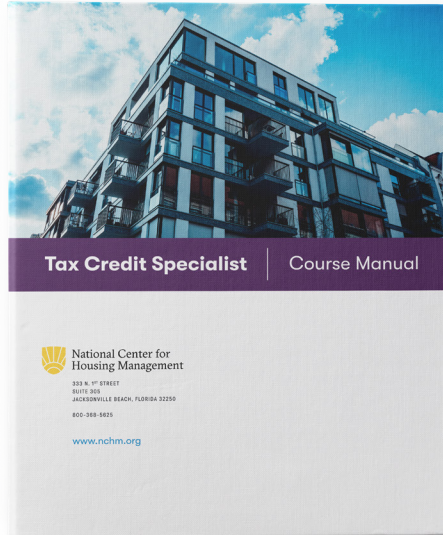 Tax Credit Specialist | Course Manual
National Center for
Housing Management
333 N. 1ST STREET
SUITE 305
JACKSONVILLE BEACH, FLORIDA 32250
800-368-5625
www.nchm.org